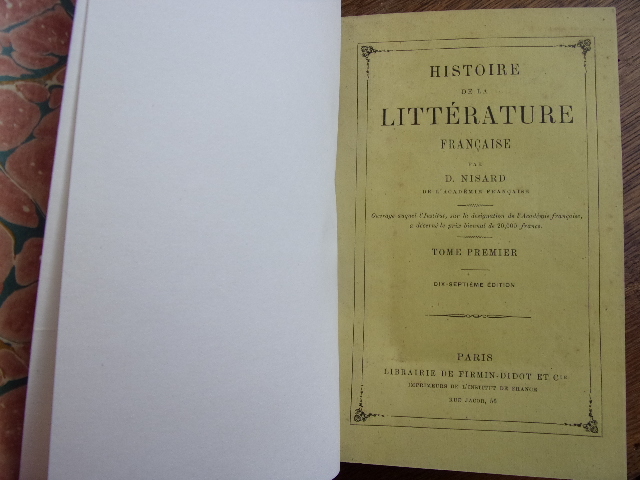 HISTOIRE
DE LA
LITTÉRATURE
FRANÇAISE
PAR
D. NISARD
DE L'ACADÉMIE FRANÇAISE
Ouvrage auquel l'Institut, sur la désignation de l'Académie française,
a décerné le prix biennal de 20,000 francs.
TOME PREMIER
DIX-SEPTIÈME ÉDITION
PARIS
LIBRAIRIE DE FIRMIN-DIDOT ET Cie
IMPRIMEURS DE L'INSTITUT DE FRANCE
RUE JACOB, 56